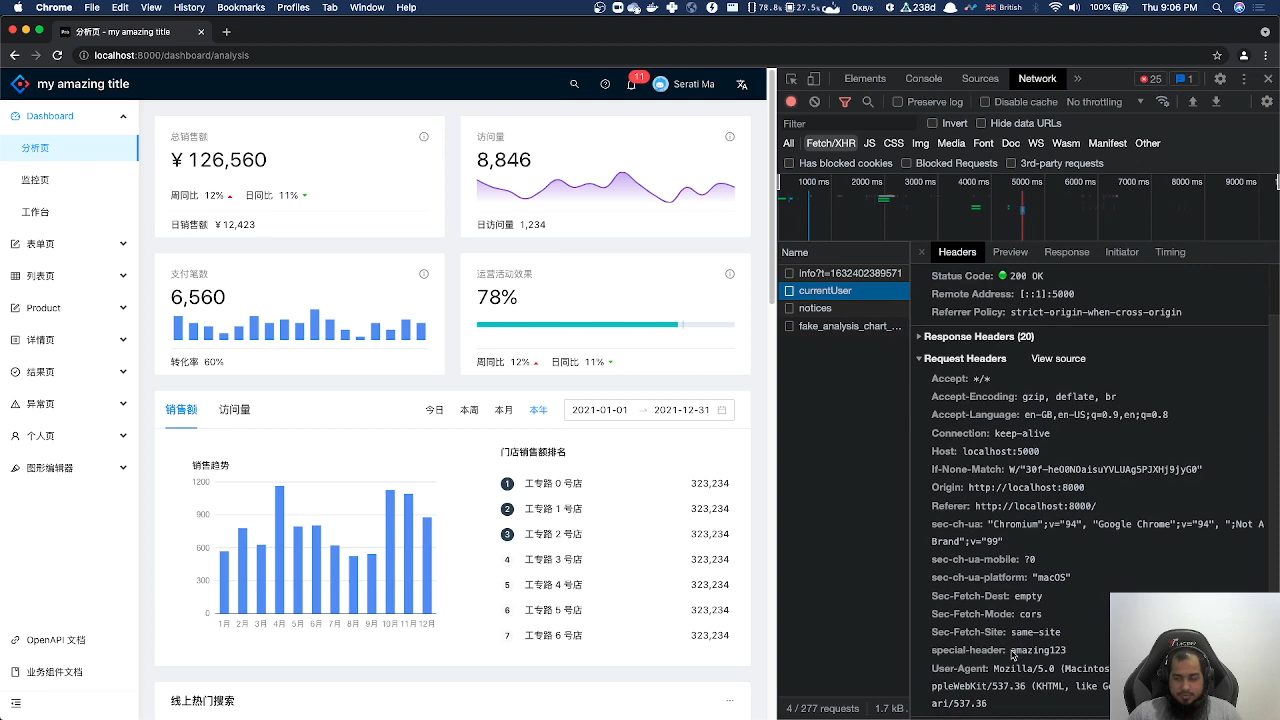 Chrome File Edit View History Bookmarks Profiles Tab Window Help
0kn/s 238d British 100% Thu 9:06 PM
分析页 - my amazing title
localhost:8000/dashboard/analysis
my amazing title
11
Serati Ma
Dashboard
分析页
监控页
工作台
表单页
列表页
Product
详情页
结果页
异常页
个人页
图形编辑器
OpenAPI 文档
业务组件文档
总销售额
¥ 126,560
周同比 12% 日同比 11%
日销售额 ¥12,423
访问量
8,846
日访问量 1,234
支付笔数
6,560
转化率 60%
运营活动效果
78%
周同比 12% 日同比 11%
销售额 访问量
今日 本周 本月 本年 2021-01-01 2021-12-31
销售趋势
1200
900
600
300
0
1月 2月 3月 4月 5月 6月 7月 8月 9月 10月 11月 12月
门店销售额排名
1 工专路 0 号店 323,234
2 工专路 1 号店 323,234
3 工专路 2 号店 323,234
4 工专路 3 号店 323,234
5 工专路 4 号店 323,234
6 工专路 5 号店 323,234
7 工专路 6 号店 323,234
线上热门搜索
Elements Console Sources Network 25 1
Preserve log Disable cache No throttling
Filter Invert Hide data URLs
All Fetch/XHR JS CSS Img Media Font Doc WS Wasm Manifest Other
Has blocked cookies Blocked Requests 3rd-party requests
1000 ms 2000 ms 3000 ms 4000 ms 5000 ms 6000 ms 7000 ms 8000 ms 9000 ms
Name
info?t=1632402389571
currentUser
notices
fake_analysis_chart_...
4 / 277 requests 1.7 kB
Headers Preview Response Initiator Timing
Status Code: 200 OK
Remote Address: [::1]:5000
Referrer Policy: strict-origin-when-cross-origin
Response Headers (20)
Request Headers View source
Accept: */*
Accept-Encoding: gzip, deflate, br
Accept-Language: en-GB,en-US;q=0.9,en;q=0.8
Connection: keep-alive
Host: localhost:5000
If-None-Match: W/"30f-heO0NOaisuYVLUAg5PJXHj9jyG0"
Origin: http://localhost:8000
Referer: http://localhost:8000/
sec-ch-ua: "Chromium";v="94", "Google Chrome";v="94", ";Not A
Brand";v="99"
sec-ch-ua-mobile: ?0
sec-ch-ua-platform: "macOS"
Sec-Fetch-Dest: empty
Sec-Fetch-Mode: cors
Sec-Fetch-Site: same-site
special-header: amazing123
User-Agent: Mozilla/5.0 (Macintos
ppleWebKit/537.36 (KHTML, like Ge
ari/537.36